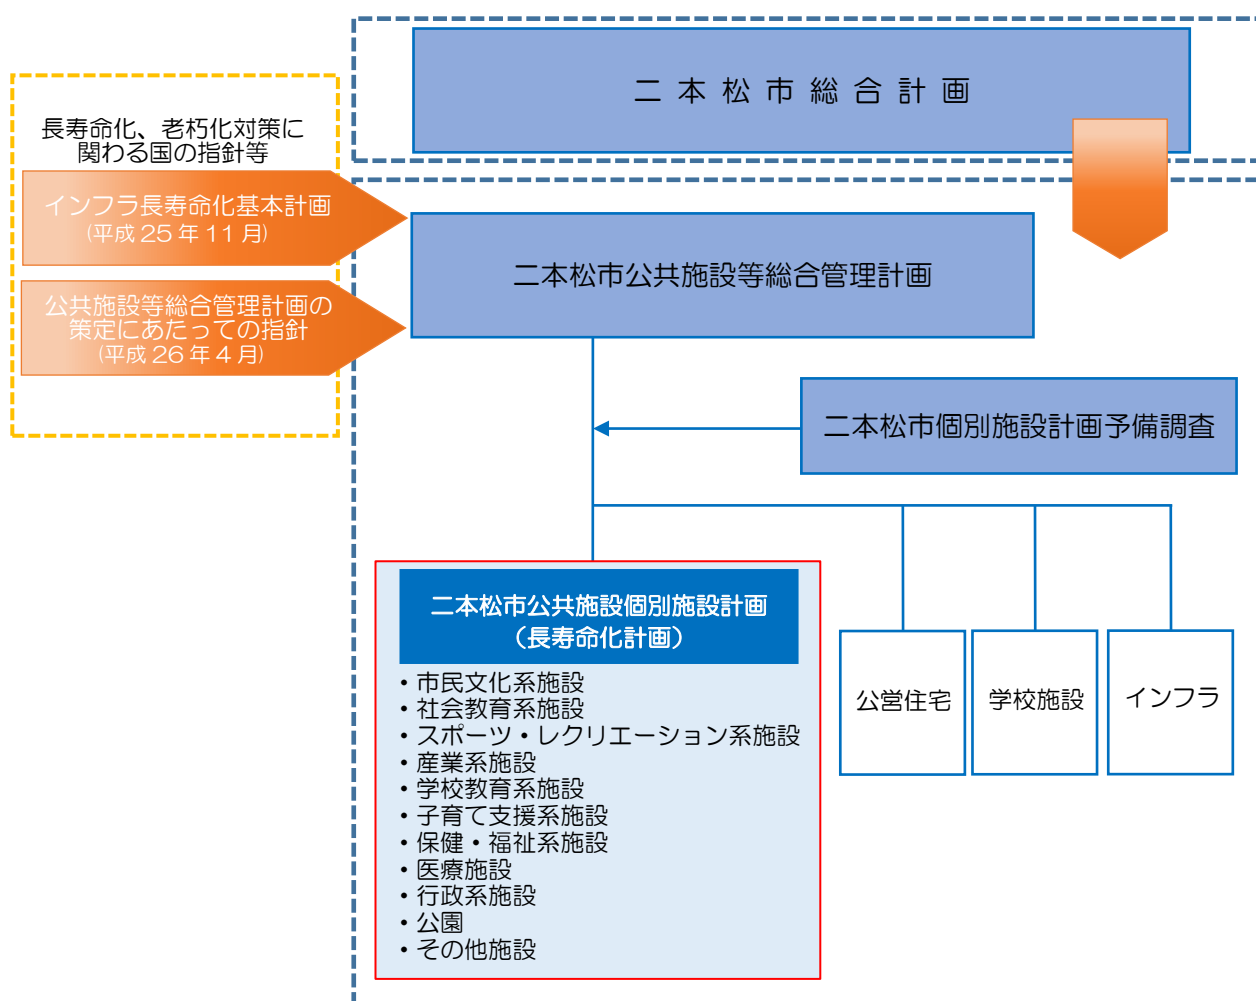 二本松市総合計画
長寿命化、老朽化対策に
関わる国の指針等
インフラ長寿命化基本計画
(平成 25 年 11 月)
二本松市公共施設等総合管理計画
公共施設等総合管理計画の
策定にあたっての指針
(平成 26 年 4 月)
二本松市個別施設計画予備調査
二本松市公共施設個別施設計画
（長寿命化計画）
・市民文化系施設
・社会教育系施設
・スポーツ・レクリエーション系施設
・産業系施設
・学校教育系施設
・子育て支援系施設
・保健・福祉系施設
・医療施設
・行政系施設
・公園
・その他施設
公営住宅
学校施設
インフラ